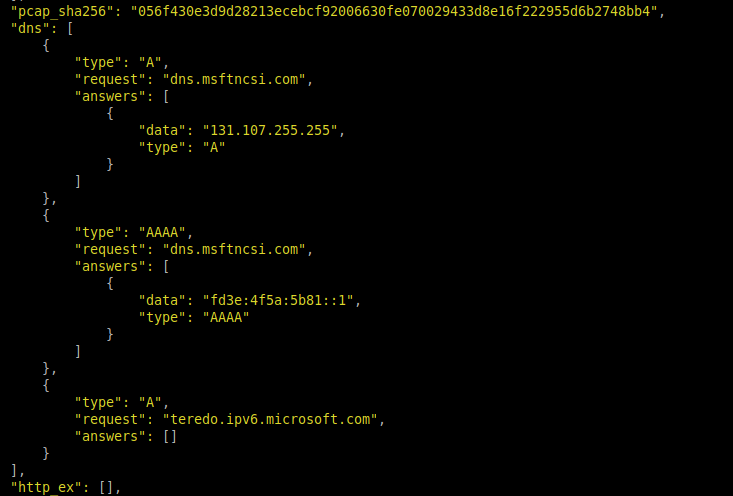 "pcap_sha256": "056f430e3d9d28213ecebcf92006630fe070029433d8e16f222955d6b2748bb4",
"dns": [
{
"type": "A",
"request": "dns.msftncsi.com",
"answers": [
{
"data": "131.107.255.255",
"type": "A"
}
]
},
{
"type": "AAAA",
"request": "dns.msftncsi.com",
"answers": [
{
"data": "fd3e:4f5a:5b81::1",
"type": "AAAA"
}
]
},
{
"type": "A",
"request": "teredo.ipv6.microsoft.com",
"answers": []
}
],
"http_ex": [],